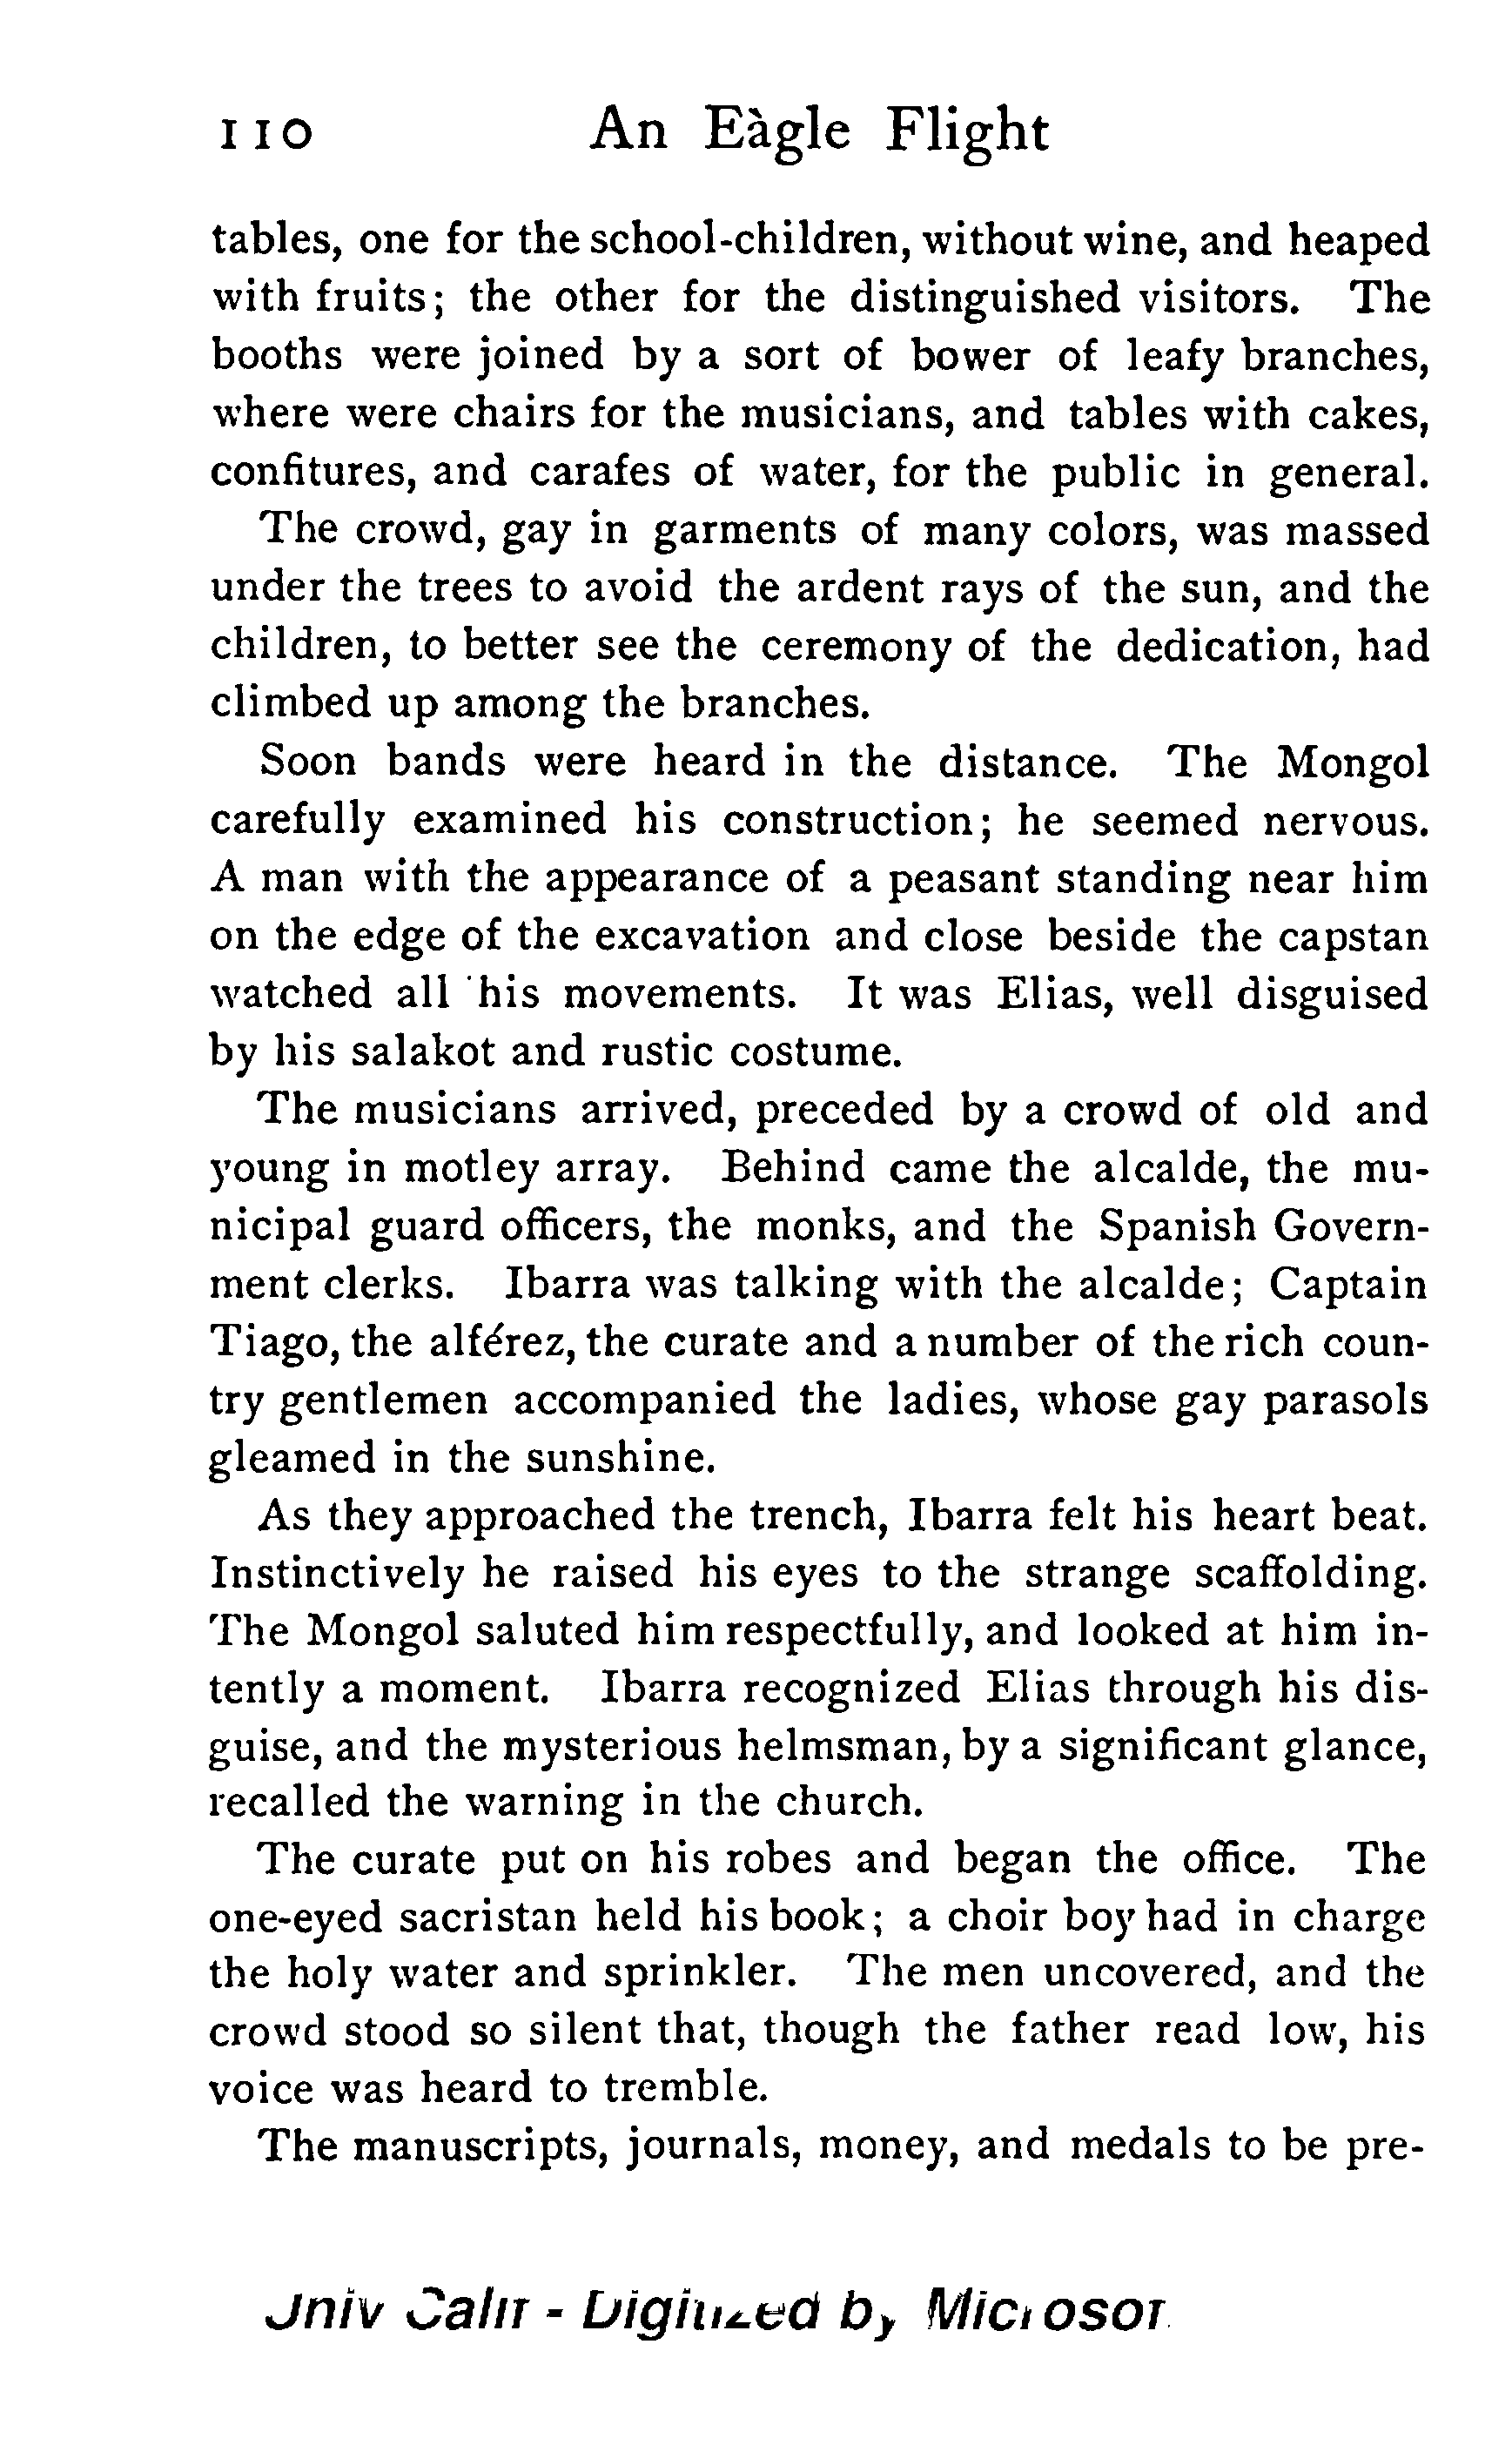 110 An Eagle Flight
tables, one for the school-children, without wine, and heaped
with fruits; the other for the distinguished visitors. The
booths were joined by a sort of bower of leafy branches,
where were chairs for the musicians, and tables with cakes,
confitures, and carafes of water, for the public in general.
The crowd, gay in garments of many colors, was massed
under the trees to avoid the ardent rays of the sun, and the
children, to better see the ceremony of the dedication, had
climbed up among the branches.
Soon bands were heard in the distance. The Mongol
carefully examined his construction; he seemed nervous.
A man with the appearance of a peasant standing near him
on the edge of the excavation and close beside the capstan
watched all his movements. It was Elias, well disguised
by his salakot and rustic costume.
The musicians arrived, preceded by a crowd of old and
young in motley array. Behind came the alcalde, the mu-
nicipal guard officers, the monks, and the Spanish Govern-
ment clerks. Ibarra was talking with the alcalde; Captain
Tiago, the alférez, the curate and a number of the rich coun-
try gentlemen accompanied the ladies, whose gay parasols
gleamed in the sunshine.
As they approached the trench, Ibarra felt his heart beat.
Instinctively he raised his eyes to the strange scaffolding.
The Mongol saluted him respectfully, and looked at him in-
tently a moment. Ibarra recognized Elias through his dis-
guise, and the mysterious helmsman, by a significant glance,
recalled the warning in the church.
The curate put on his robes and began the office. The
one-eyed sacristan held his book; a choir boy had in charge
the holy water and sprinkler. The men uncovered, and the
crowd stood so silent that, though the father read low, his
voice was heard to tremble.
The manuscripts, journals, money, and medals to be pre-
Univ Calif - Digitized by Microsoft